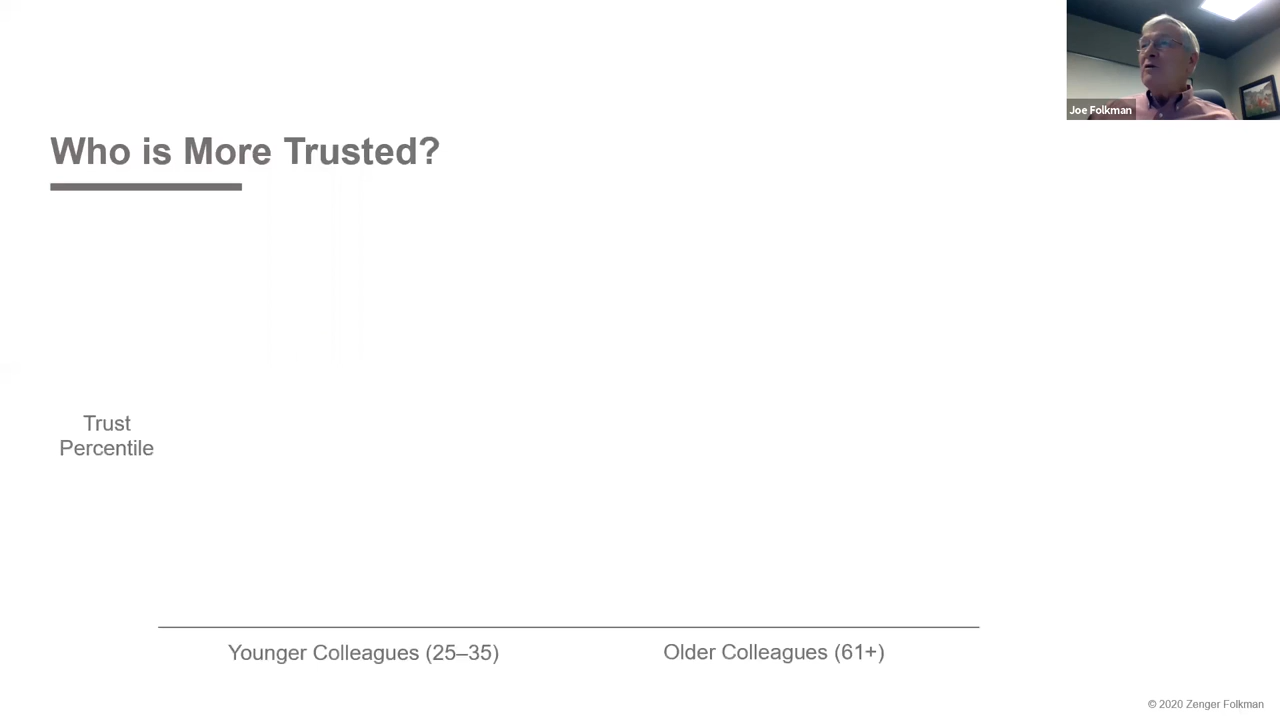 Joe Folkman
Who is More Trusted?
Trust
Percentile
Younger Colleagues (25–35)
Older Colleagues (61+)
© 2020 Zenger Folkman